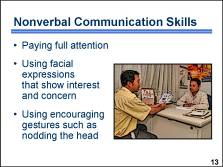 Nonverbal Communication Skills
• Paying full attention
• Using facial
expressions
that show interest
and concern
• Using encouraging
gestures such as
nodding the head
13